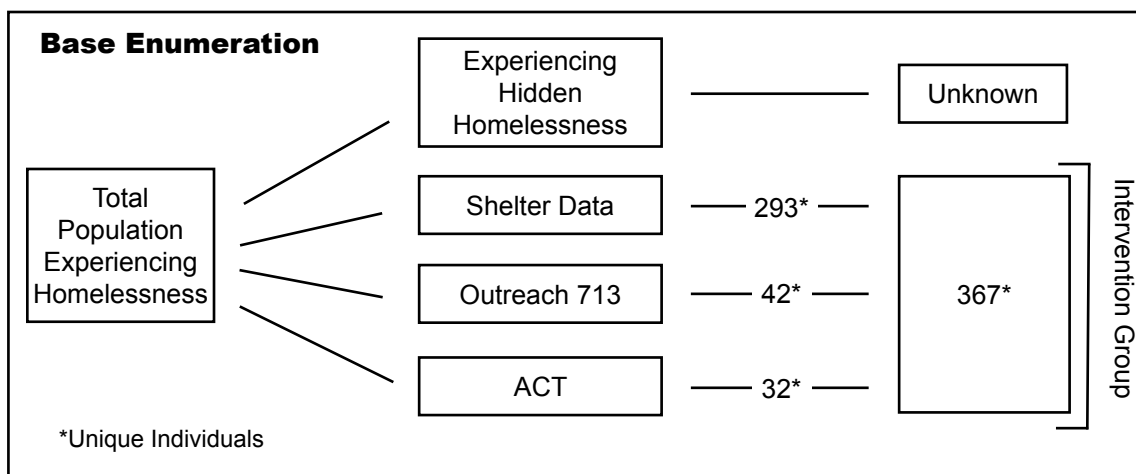 Base Enumeration
Total
Population
Experiencing
Homelessness
Experiencing
Hidden
Homelessness
Unknown
Shelter Data
293*
Outreach 713
42*
ACT
32*
367*
Intervention Group
*Unique Individuals